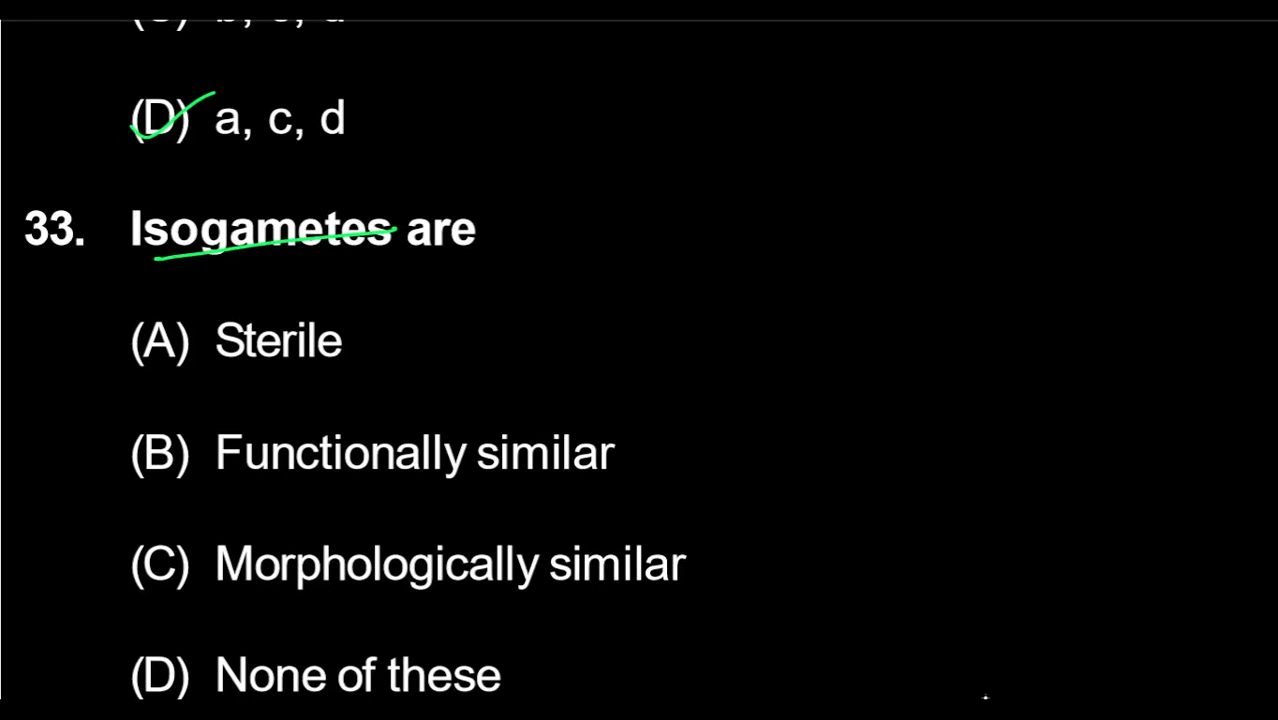 (D) a, c, d
33. Isogametes are
(A) Sterile
(B) Functionally similar
(C) Morphologically similar
(D) None of these